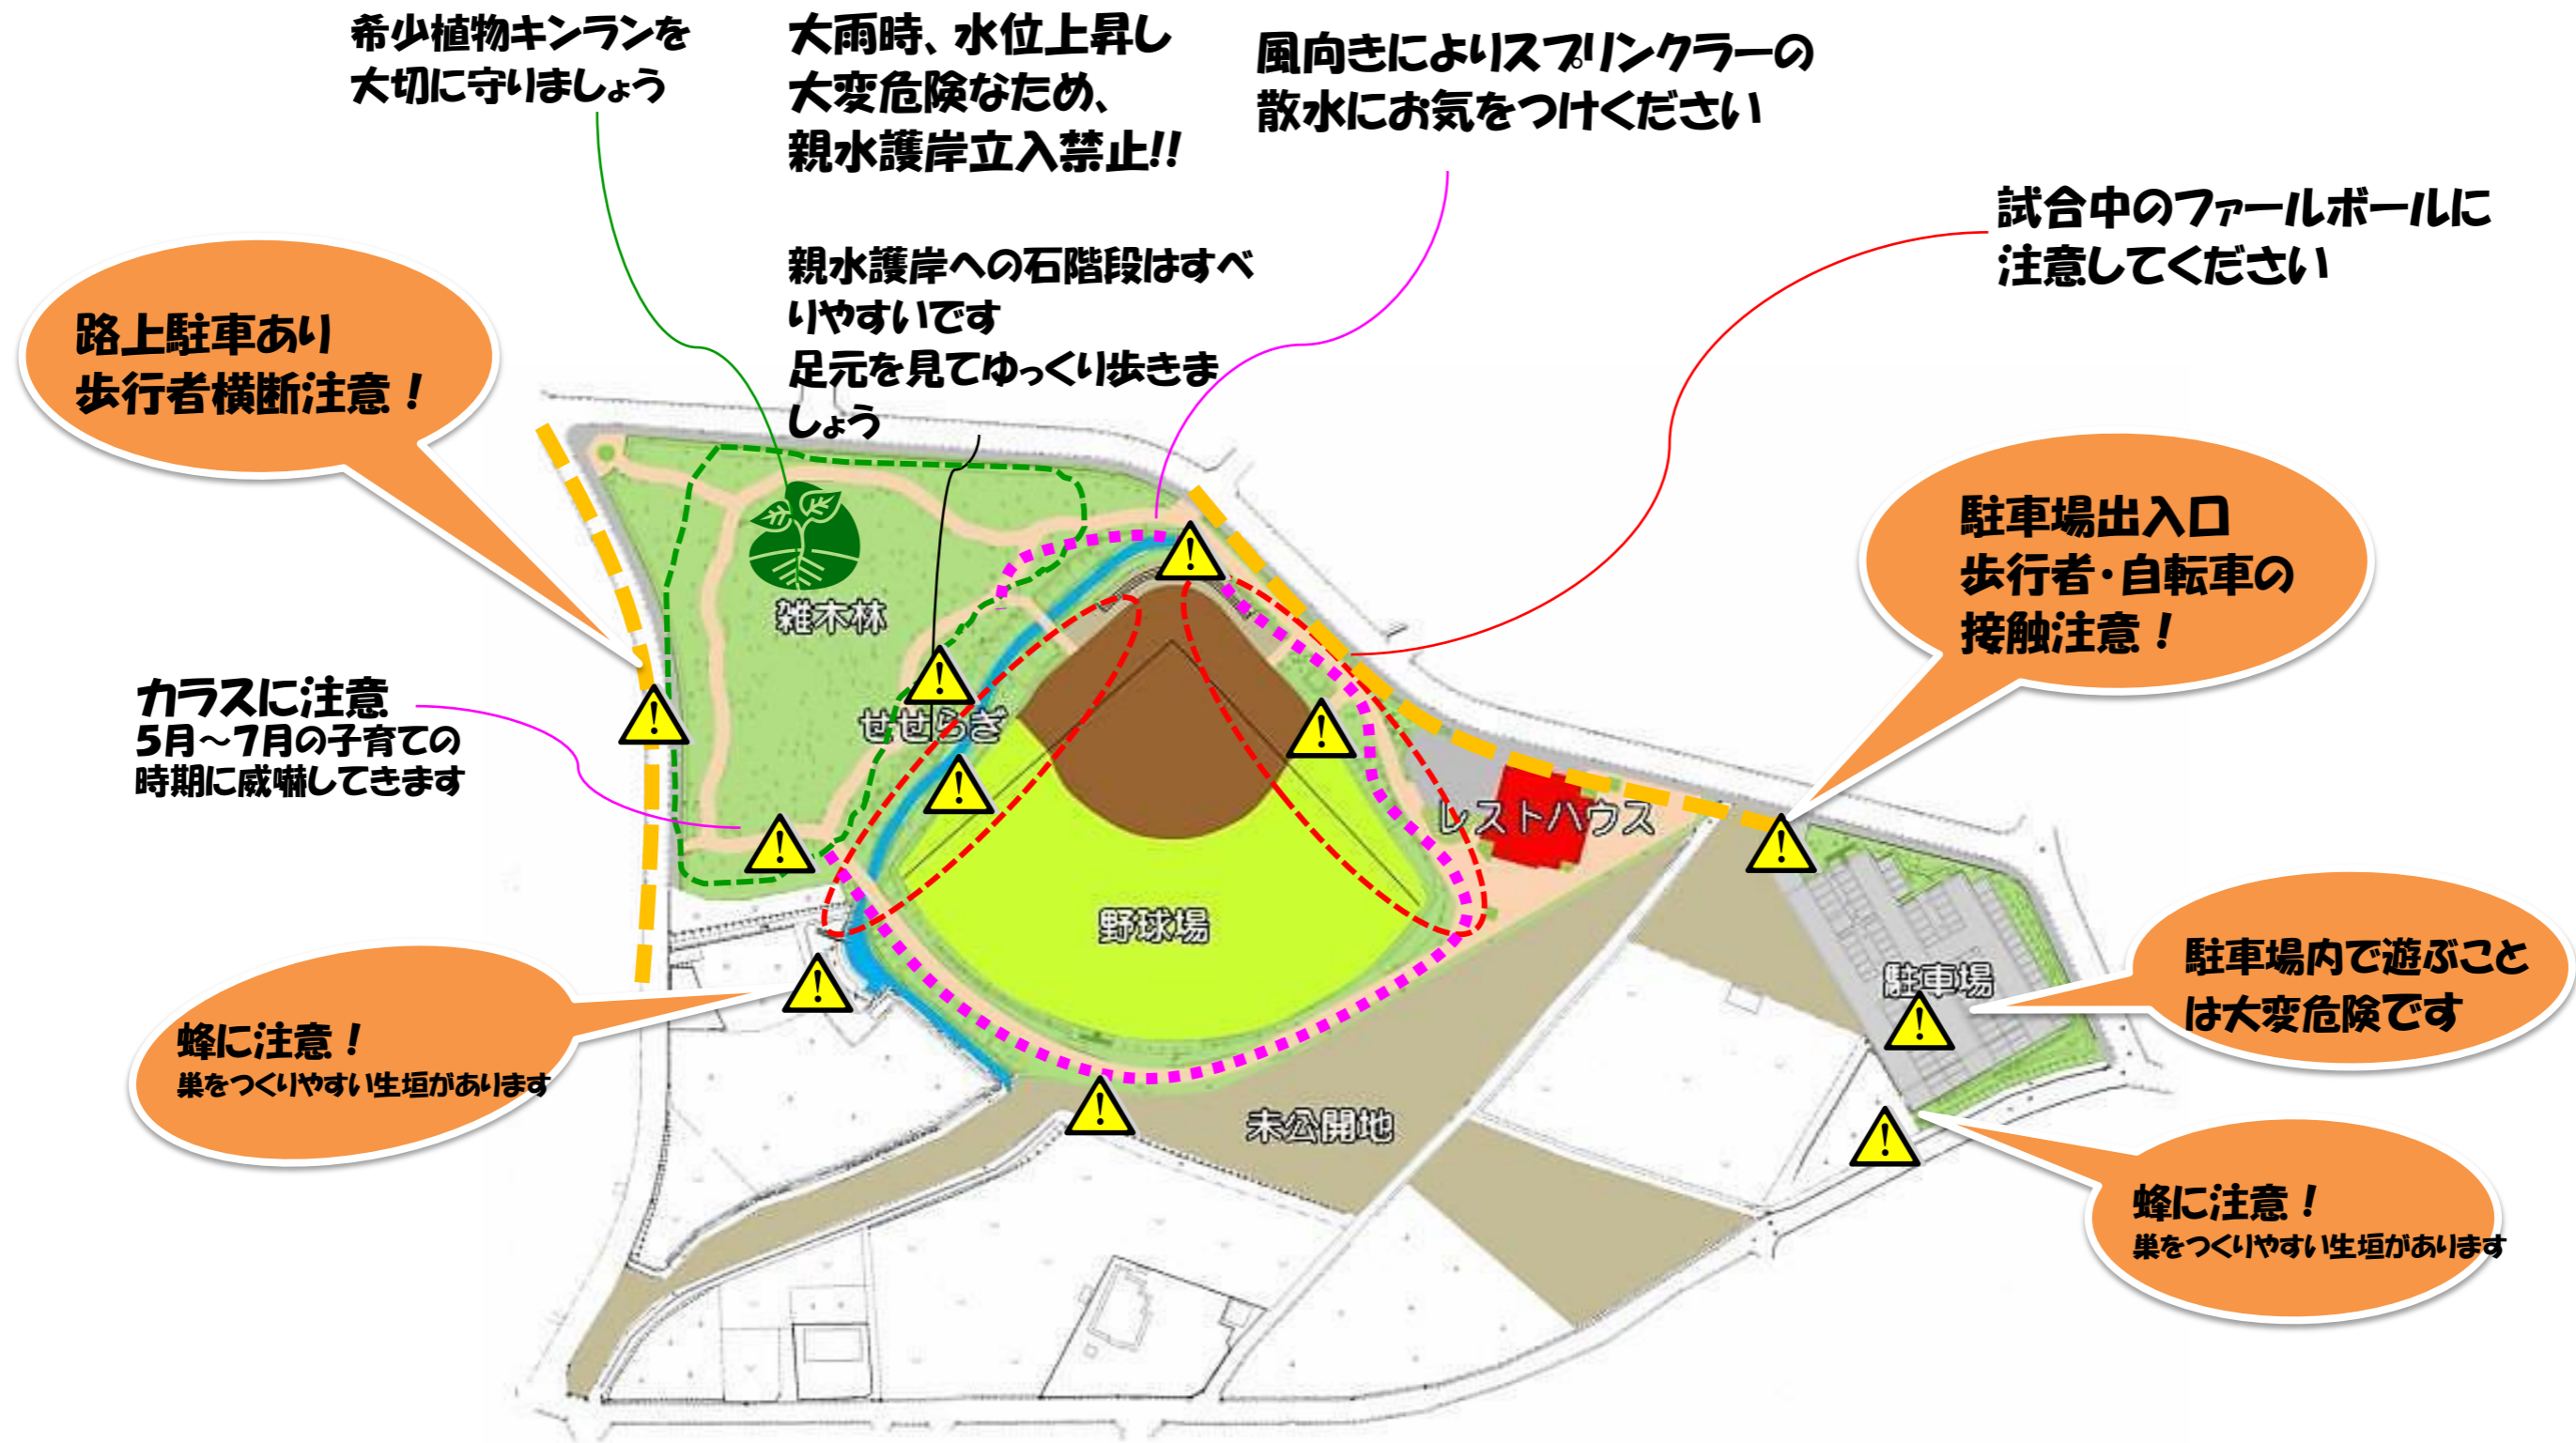 希少植物キンランを
大切に守りましょう
大雨時、水位上昇し
大変危険なため、
親水護岸立入禁止!!
親水護岸への石階段はすべ
りやすいです
足元を見てゆっくり歩きま
しょう
風向きによりスプリンクラーの
散水にお気をつけください
試合中のファールボールに
注意してください
路上駐車あり
歩行者横断注意！
駐車場出入口
歩行者・自転車の
接触注意！
カラスに注意
5月～7月の子育ての
時期に威嚇してきます
雑木林
せせらぎ
レストハウス
野球場
駐車場
駐車場内で遊ぶこと
は大変危険です
蜂に注意！
巣をつくりやすい生垣があります
未公開地
蜂に注意！
巣をつくりやすい生垣があります